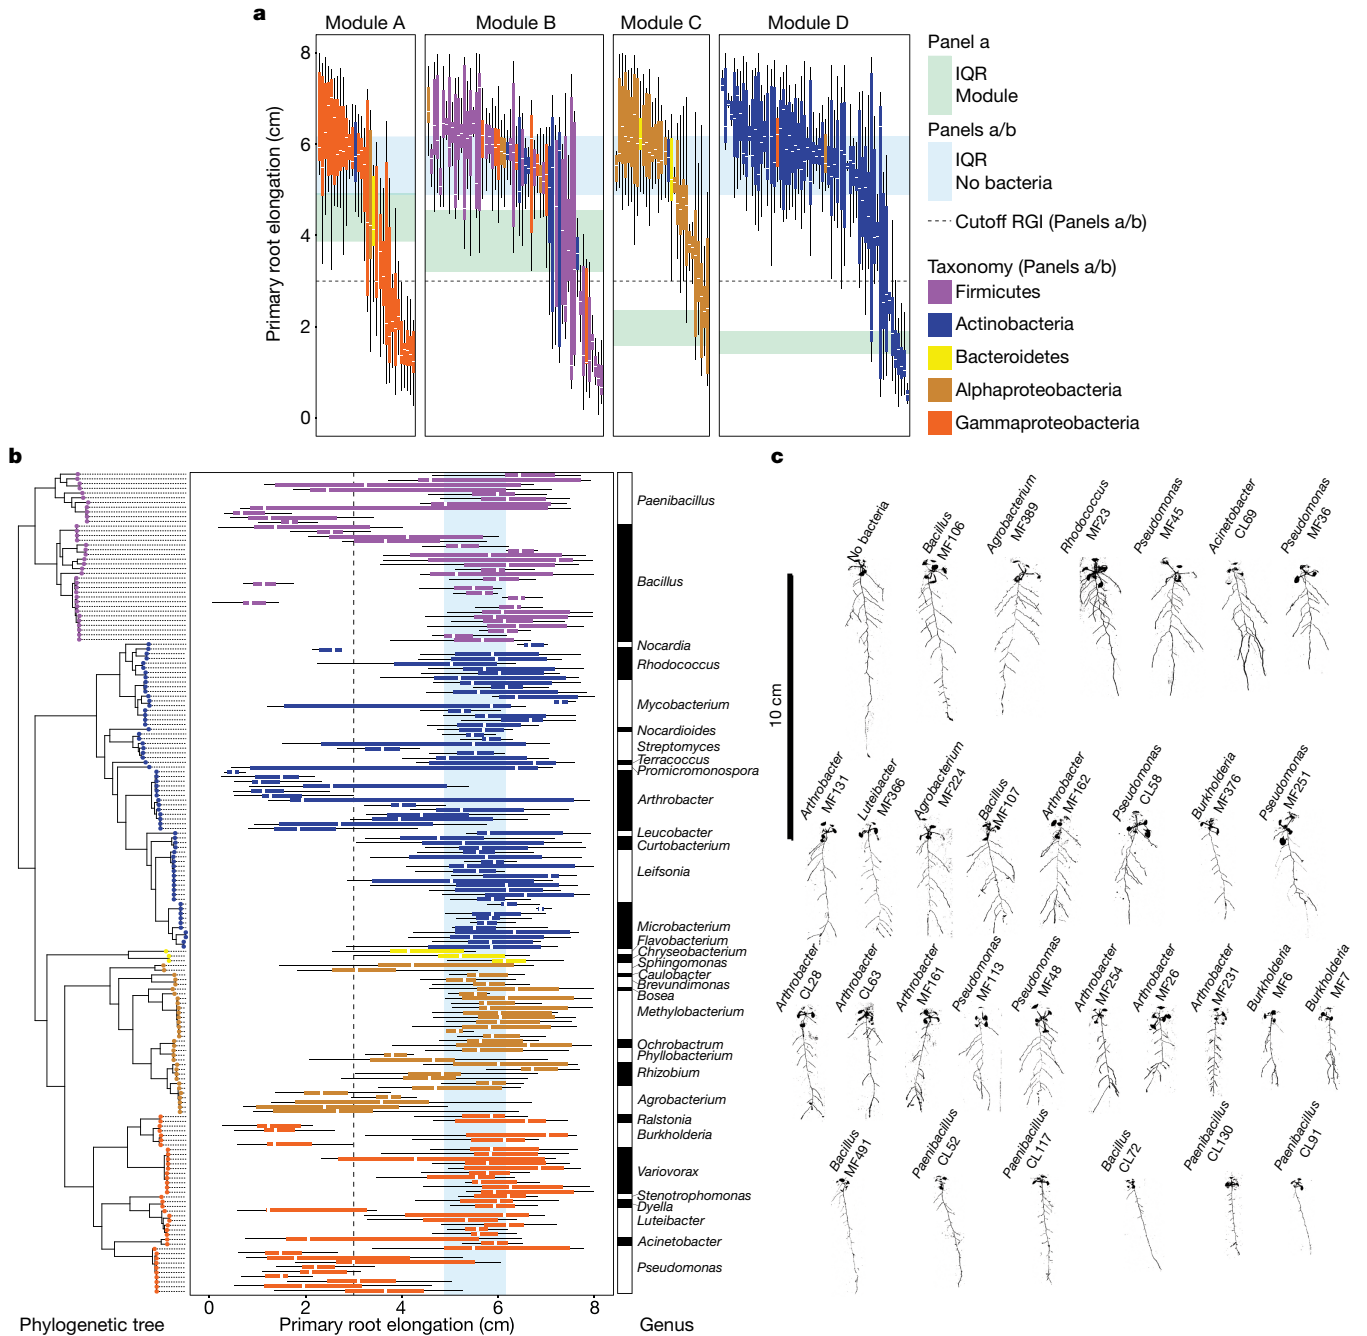 a
Module A
Module B
Module C
Module D
Primary root elongation (cm)
8
6
4
2
0
Panel a
IQR
Module
Panels a/b
IQR
No bacteria
Cutoff RGI (Panels a/b)
Taxonomy (Panels a/b)
Firmicutes
Actinobacteria
Bacteroidetes
Alphaproteobacteria
Gammaproteobacteria
b
Paenibacillus
Bacillus
Nocardia
Rhodococcus
Mycobacterium
Nocardioides
Streptomyces
Terracoccus
Promicromonospora
Arthrobacter
Leucobacter
Curtobacterium
Leifsonia
Microbacterium
Flavobacterium
Chryseobacterium
Sphingomonas
Caulobacter
Brevundimonas
Bosea
Methylobacterium
Ochrobactrum
Phyllobacterium
Rhizobium
Agrobacterium
Ralstonia
Burkholderia
Variovorax
Stenotrophomonas
Dyella
Luteibacter
Acinetobacter
Pseudomonas
0
2
4
6
8
Phylogenetic tree
Primary root elongation (cm)
Genus
c
10 cm
No bacteria
Bacillus
MF106
Agrobacterium
MF389
Rhodococcus
MF23
Pseudomonas
MF45
Acinetobacter
CL69
Pseudomonas
MF36
Arthrobacter
MF131
Luteibacter
MF366
Agrobacterium
MF224
Bacillus
MF107
Arthrobacter
MF162
Pseudomonas
CL58
Burkholderia
MF376
Pseudomonas
MF251
Arthrobacter
CL28
Arthrobacter
CL63
Arthrobacter
MF161
Pseudomonas
MF113
Pseudonomas
MF48
Arthrobacter
MF254
Arthrobacter
MF26
Arthrobacter
MF231
Burkholderia
MF6
Burkholderia
MF7
Bacillus
MF491
Paenibacillus
CL52
Paenibacillus
CL117
Bacillus
CL72
Paenibacillus
CL130
Paenibacillus
CL91